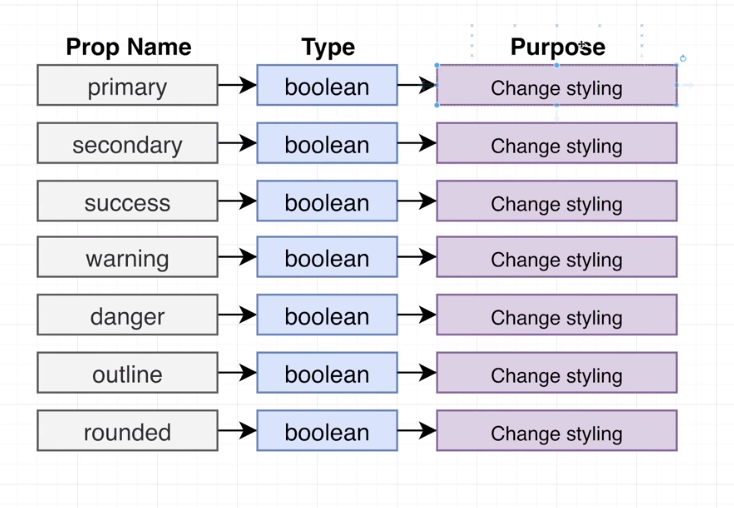 Prop Name Type Purpose
primary boolean Change styling
secondary boolean Change styling
success boolean Change styling
warning boolean Change styling
danger boolean Change styling
outline boolean Change styling
rounded boolean Change styling